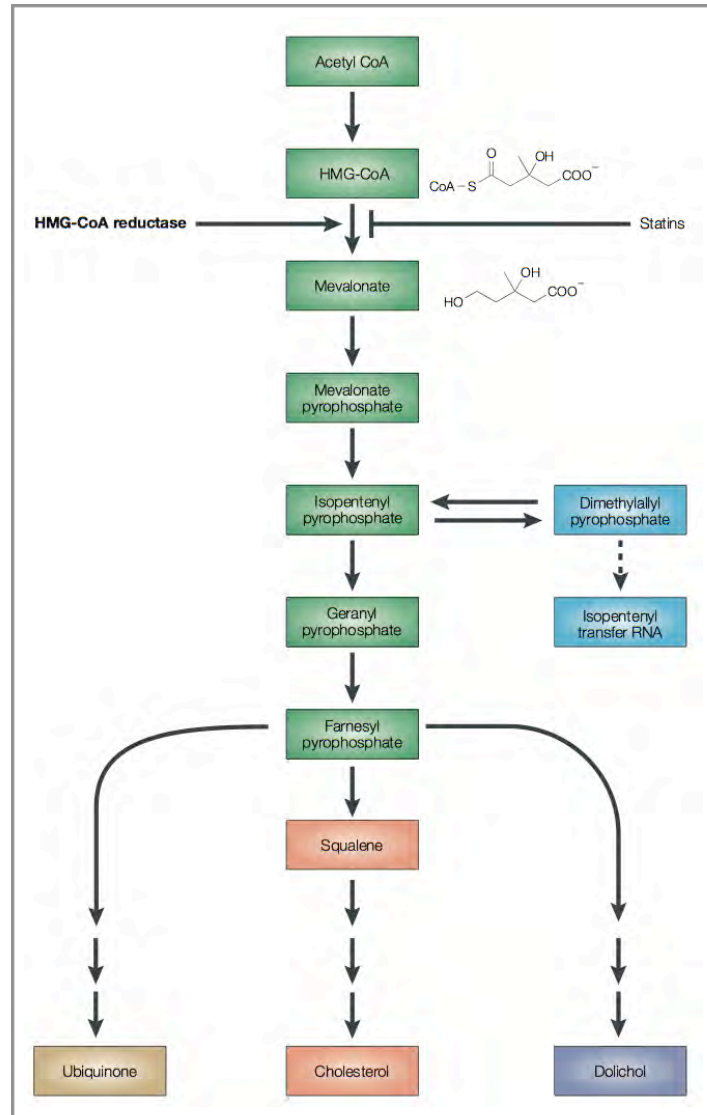 Acetyl CoA
HMG-CoA
O
OH
CoA–S
COO⁻
HMG-CoA reductase
Statins
Mevalonate
OH
HO
COO⁻
Mevalonate
pyrophosphate
Isopentenyl
pyrophosphate
Dimethylallyl
pyrophosphate
Geranyl
pyrophosphate
Isopentenyl
transfer RNA
Farnesyl
pyrophosphate
Squalene
Ubiquinone
Cholesterol
Dolichol